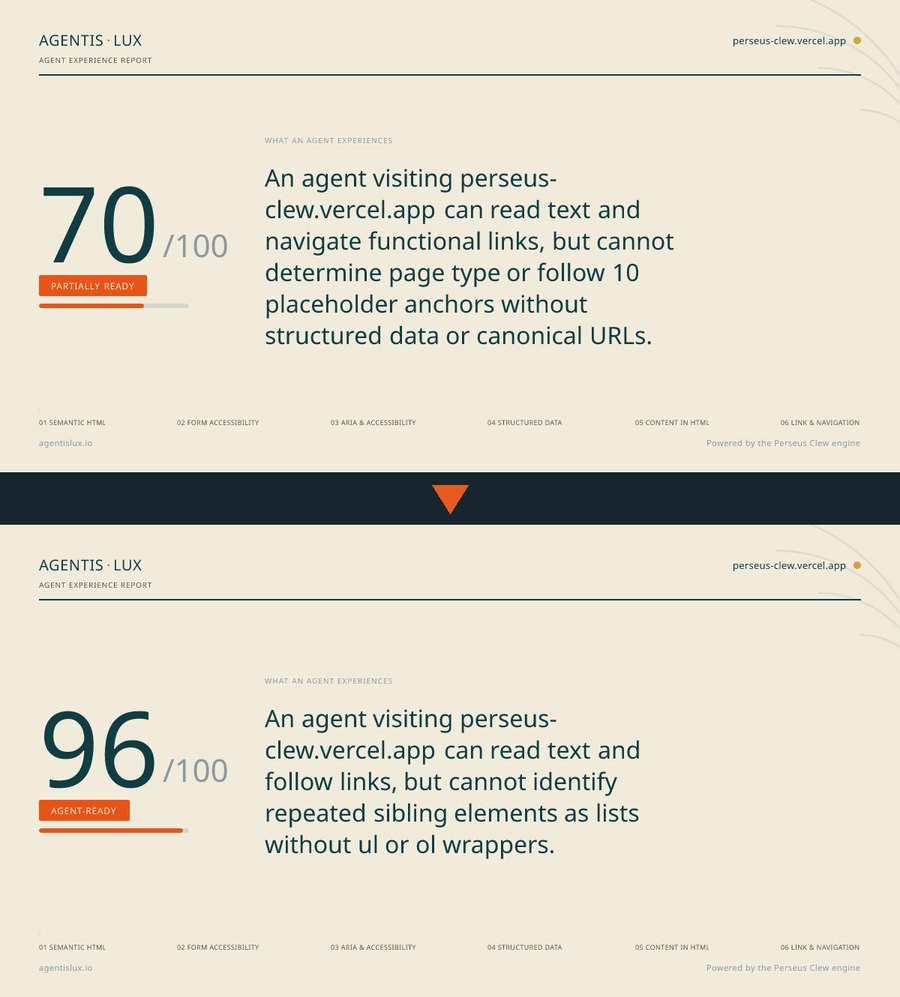 AGENTIS · LUX
perseus-clew.vercel.app
AGENT EXPERIENCE REPORT
WHAT AN AGENT EXPERIENCES
70/100
PARTIALLY READY
An agent visiting perseus-
clew.vercel.app can read text and
navigate functional links, but cannot
determine page type or follow 10
placeholder anchors without
structured data or canonical URLs.
01 SEMANTIC HTML
02 FORM ACCESSIBILITY
03 ARIA & ACCESSIBILITY
04 STRUCTURED DATA
05 CONTENT IN HTML
06 LINK & NAVIGATION
agentislux.io
Powered by the Perseus Clew engine
AGENTIS · LUX
perseus-clew.vercel.app
AGENT EXPERIENCE REPORT
WHAT AN AGENT EXPERIENCES
96/100
AGENT-READY
An agent visiting perseus-
clew.vercel.app can read text and
follow links, but cannot identify
repeated sibling elements as lists
without ul or ol wrappers.
01 SEMANTIC HTML
02 FORM ACCESSIBILITY
03 ARIA & ACCESSIBILITY
04 STRUCTURED DATA
05 CONTENT IN HTML
06 LINK & NAVIGATION
agentislux.io
Powered by the Perseus Clew engine